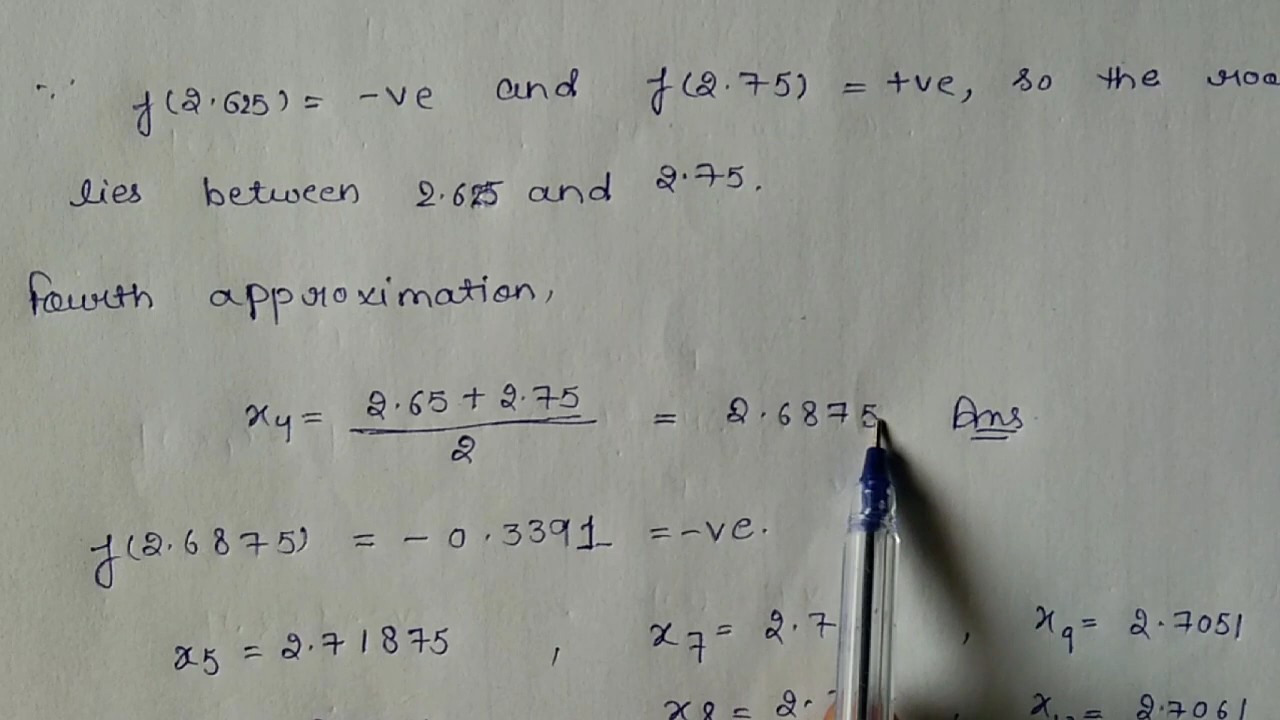 ∵ f(2.625) = -ve and f(2.75) = +ve, so the roo
lies between 2.625 and 2.75.
Fourth approximation,
x4 = (2.65 + 2.75)/2 = 2.6875 Ans.
f(2.6875) = - 0.3391 = -ve.
x5 = 2.71875 , x7 = 2.7 , x9 = 2.7051
x8 = 2. , = 2.7061